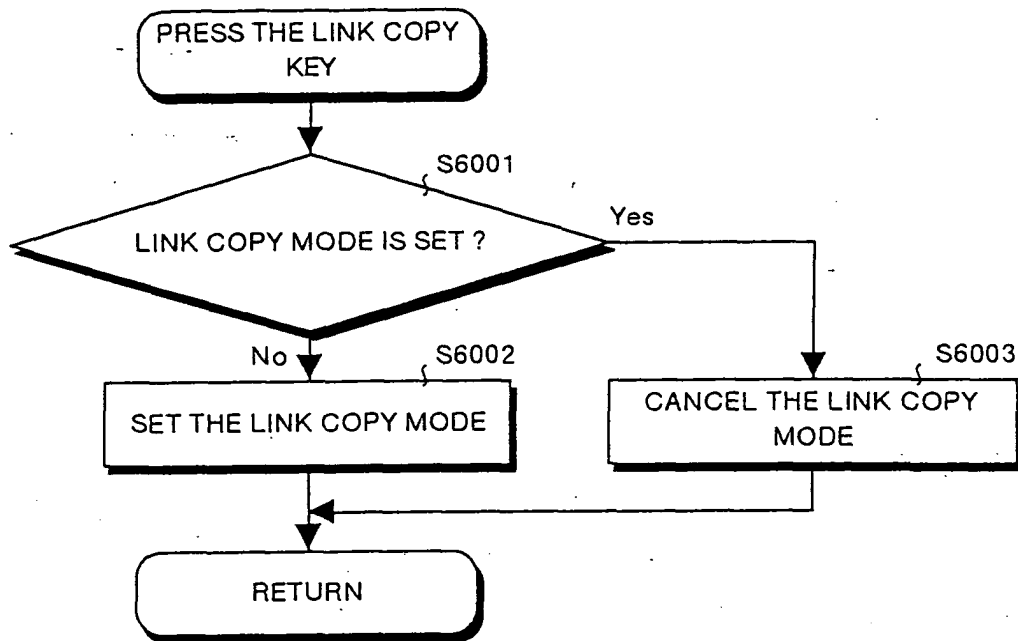 PRESS THE LINK COPY
KEY
S6001
LINK COPY MODE IS SET ?
Yes
No
S6002
SET THE LINK COPY MODE
S6003
CANCEL THE LINK COPY
MODE
RETURN